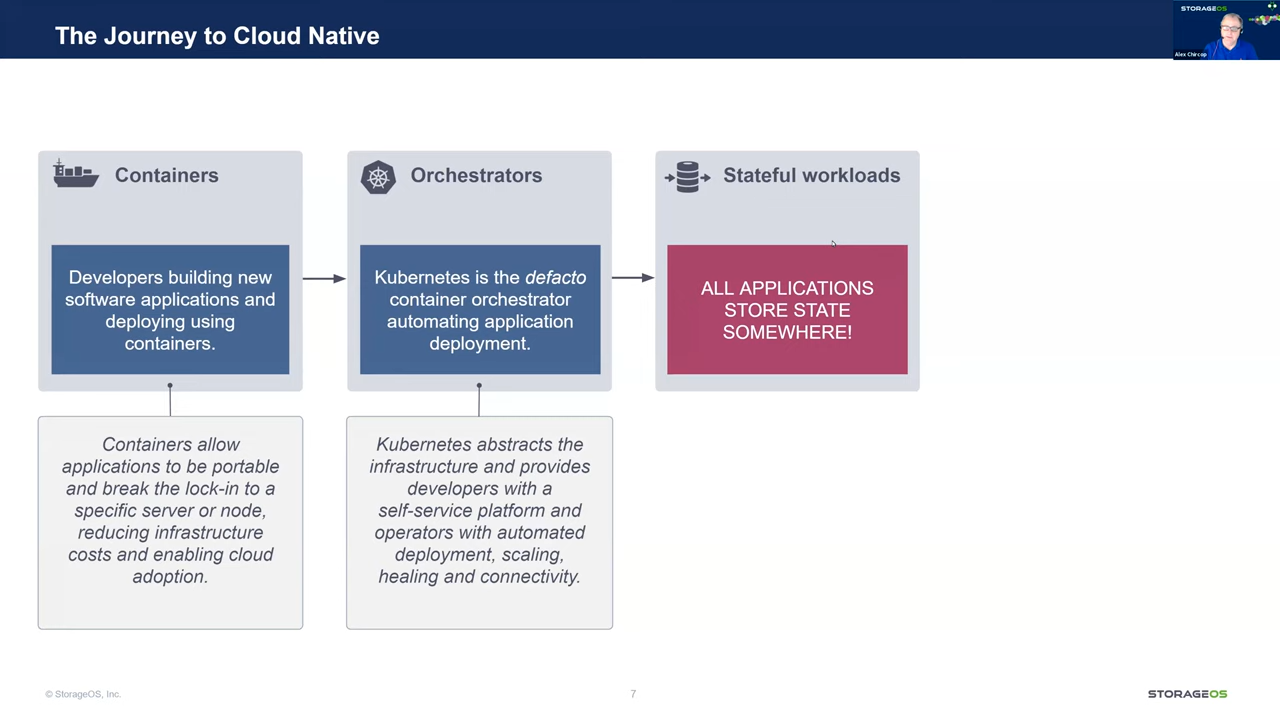 The Journey to Cloud Native
STORAGEOS
Alex Chircop
Containers
Developers building new
software applications and
deploying using
containers.
Containers allow
applications to be portable
and break the lock-in to a
specific server or node,
reducing infrastructure
costs and enabling cloud
adoption.
Orchestrators
Kubernetes is the defacto
container orchestrator
automating application
deployment.
Kubernetes abstracts the
infrastructure and provides
developers with a
self-service platform and
operators with automated
deployment, scaling,
healing and connectivity.
Stateful workloads
ALL APPLICATIONS
STORE STATE
SOMEWHERE!
© StorageOS, Inc.
7
STORAGEOS